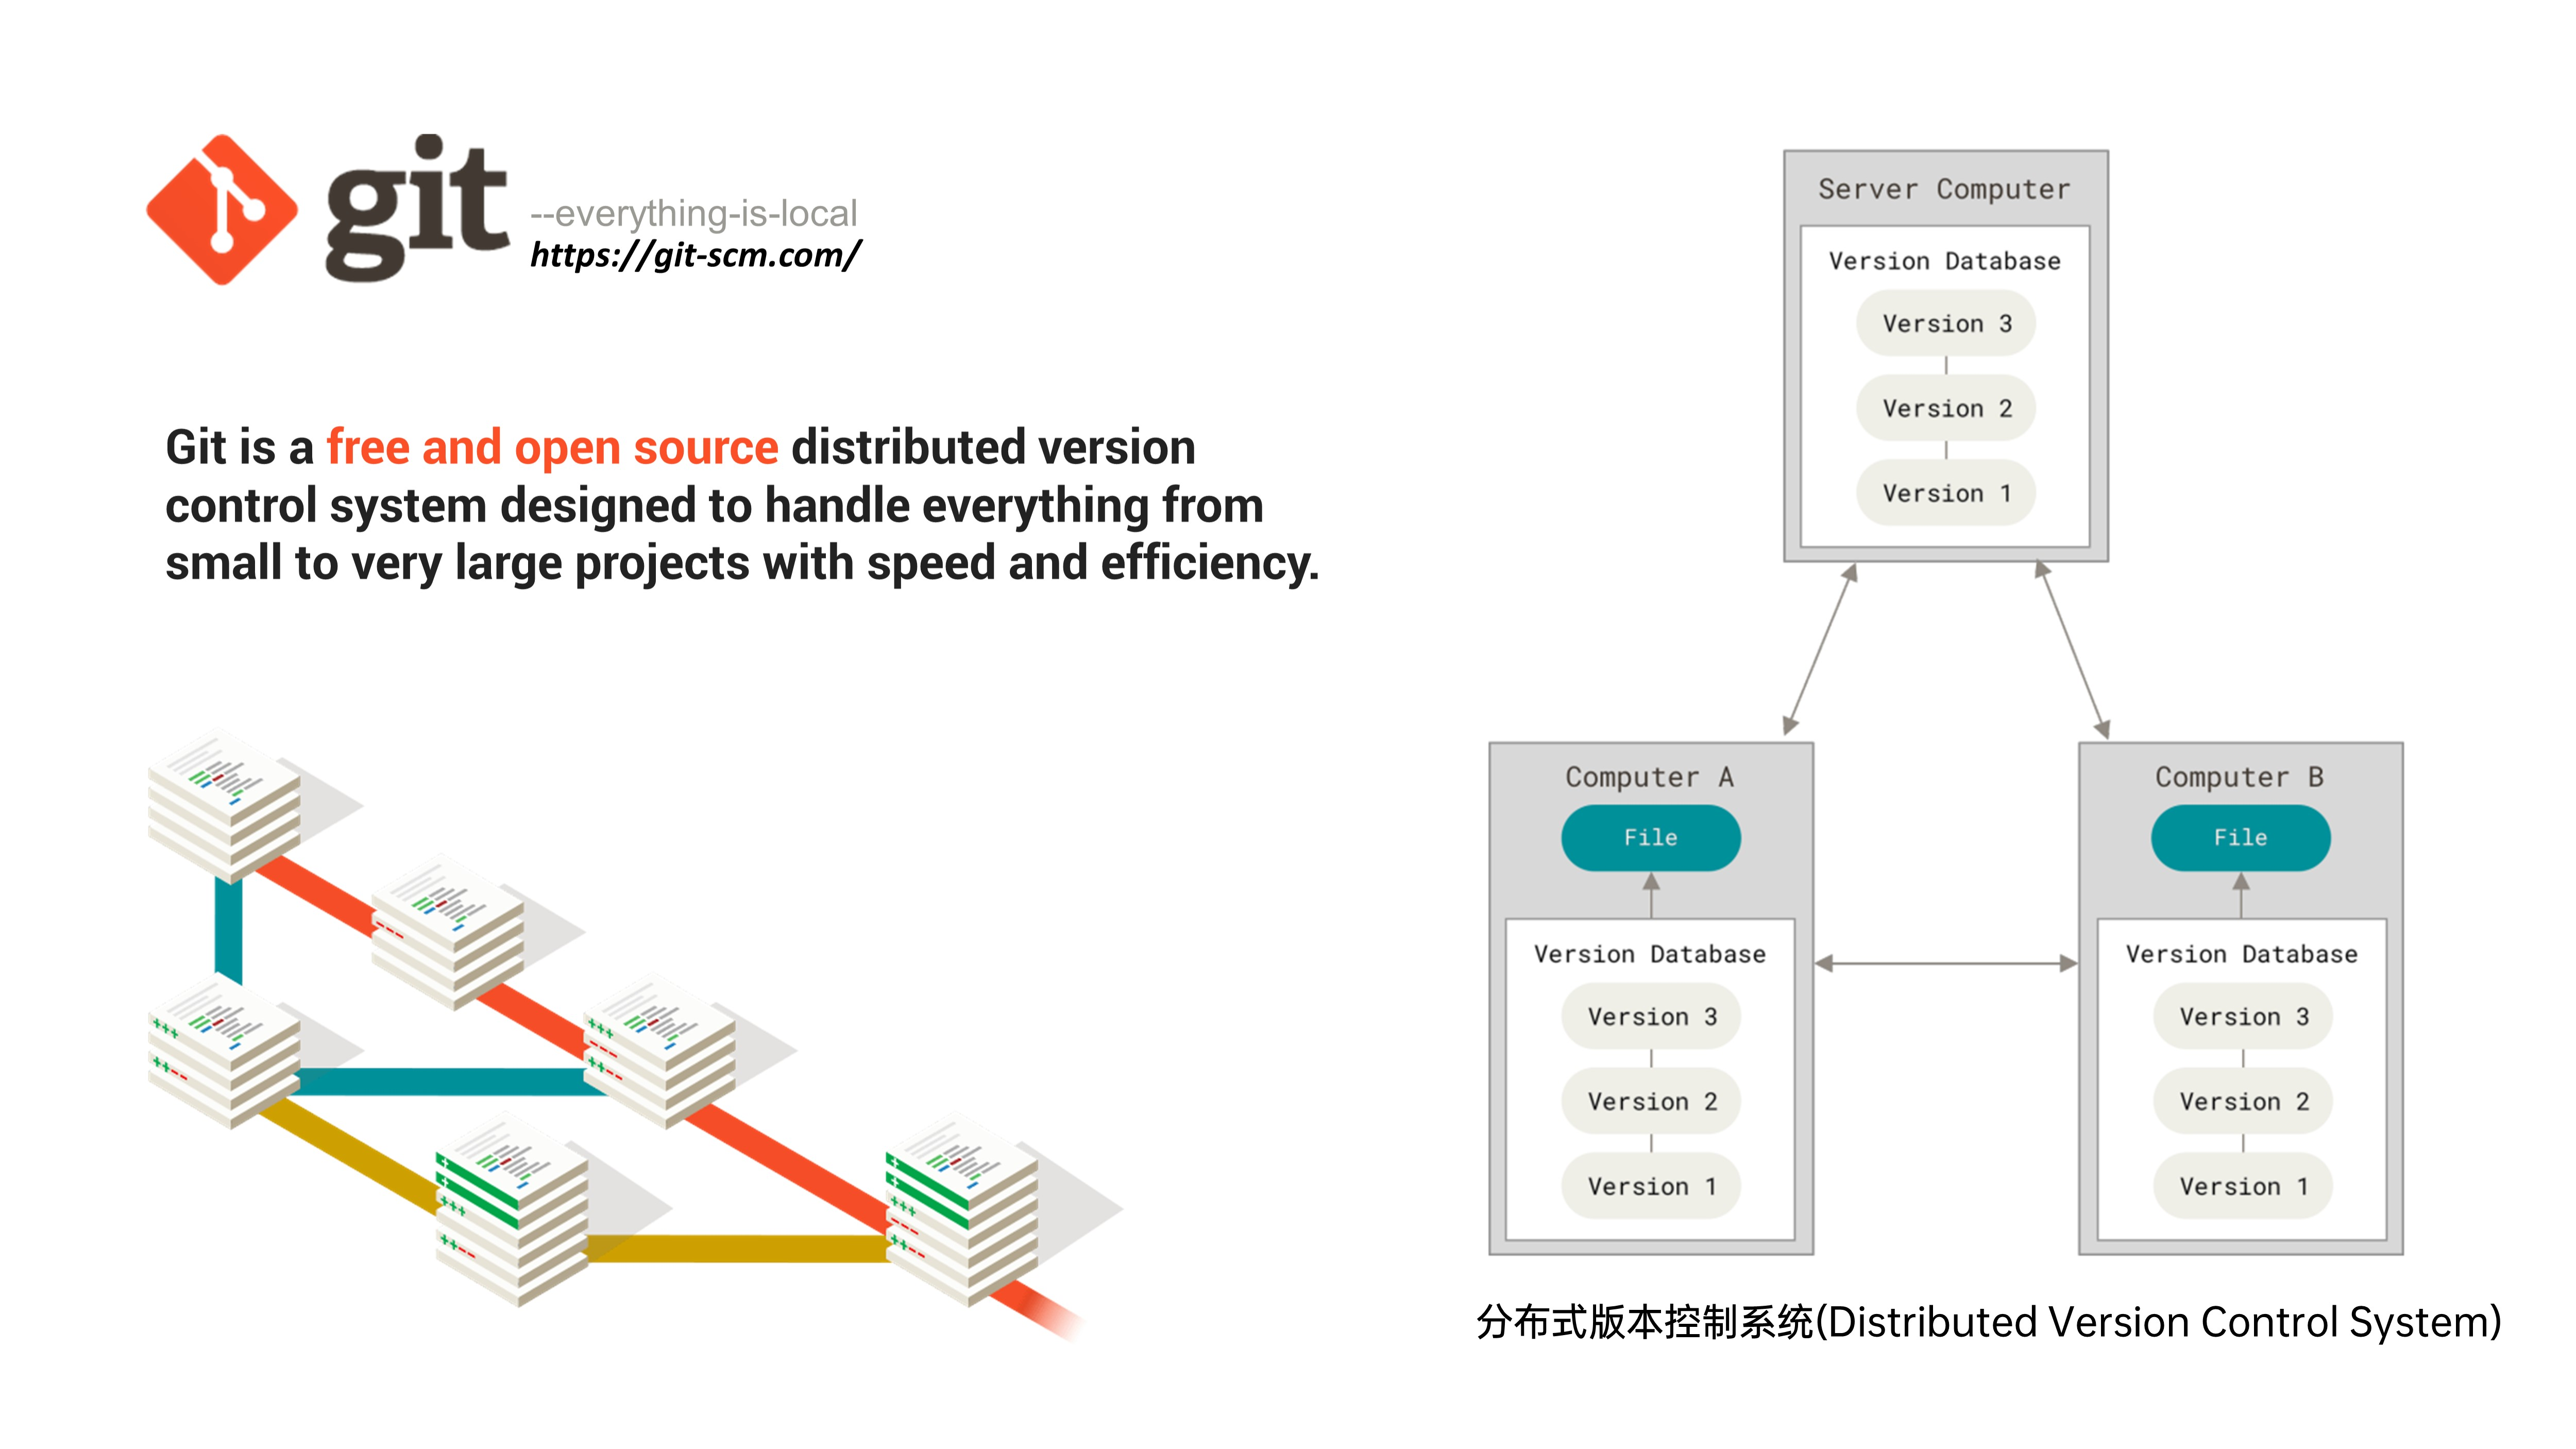 git
--everything-is-local
https://git-scm.com/
Git is a free and open source distributed version
control system designed to handle everything from
small to very large projects with speed and efficiency.
Server Computer
Version Database
Version 3
Version 2
Version 1
Computer A
File
Version Database
Version 3
Version 2
Version 1
Computer B
File
Version Database
Version 3
Version 2
Version 1
分布式版本控制系统(Distributed Version Control System)